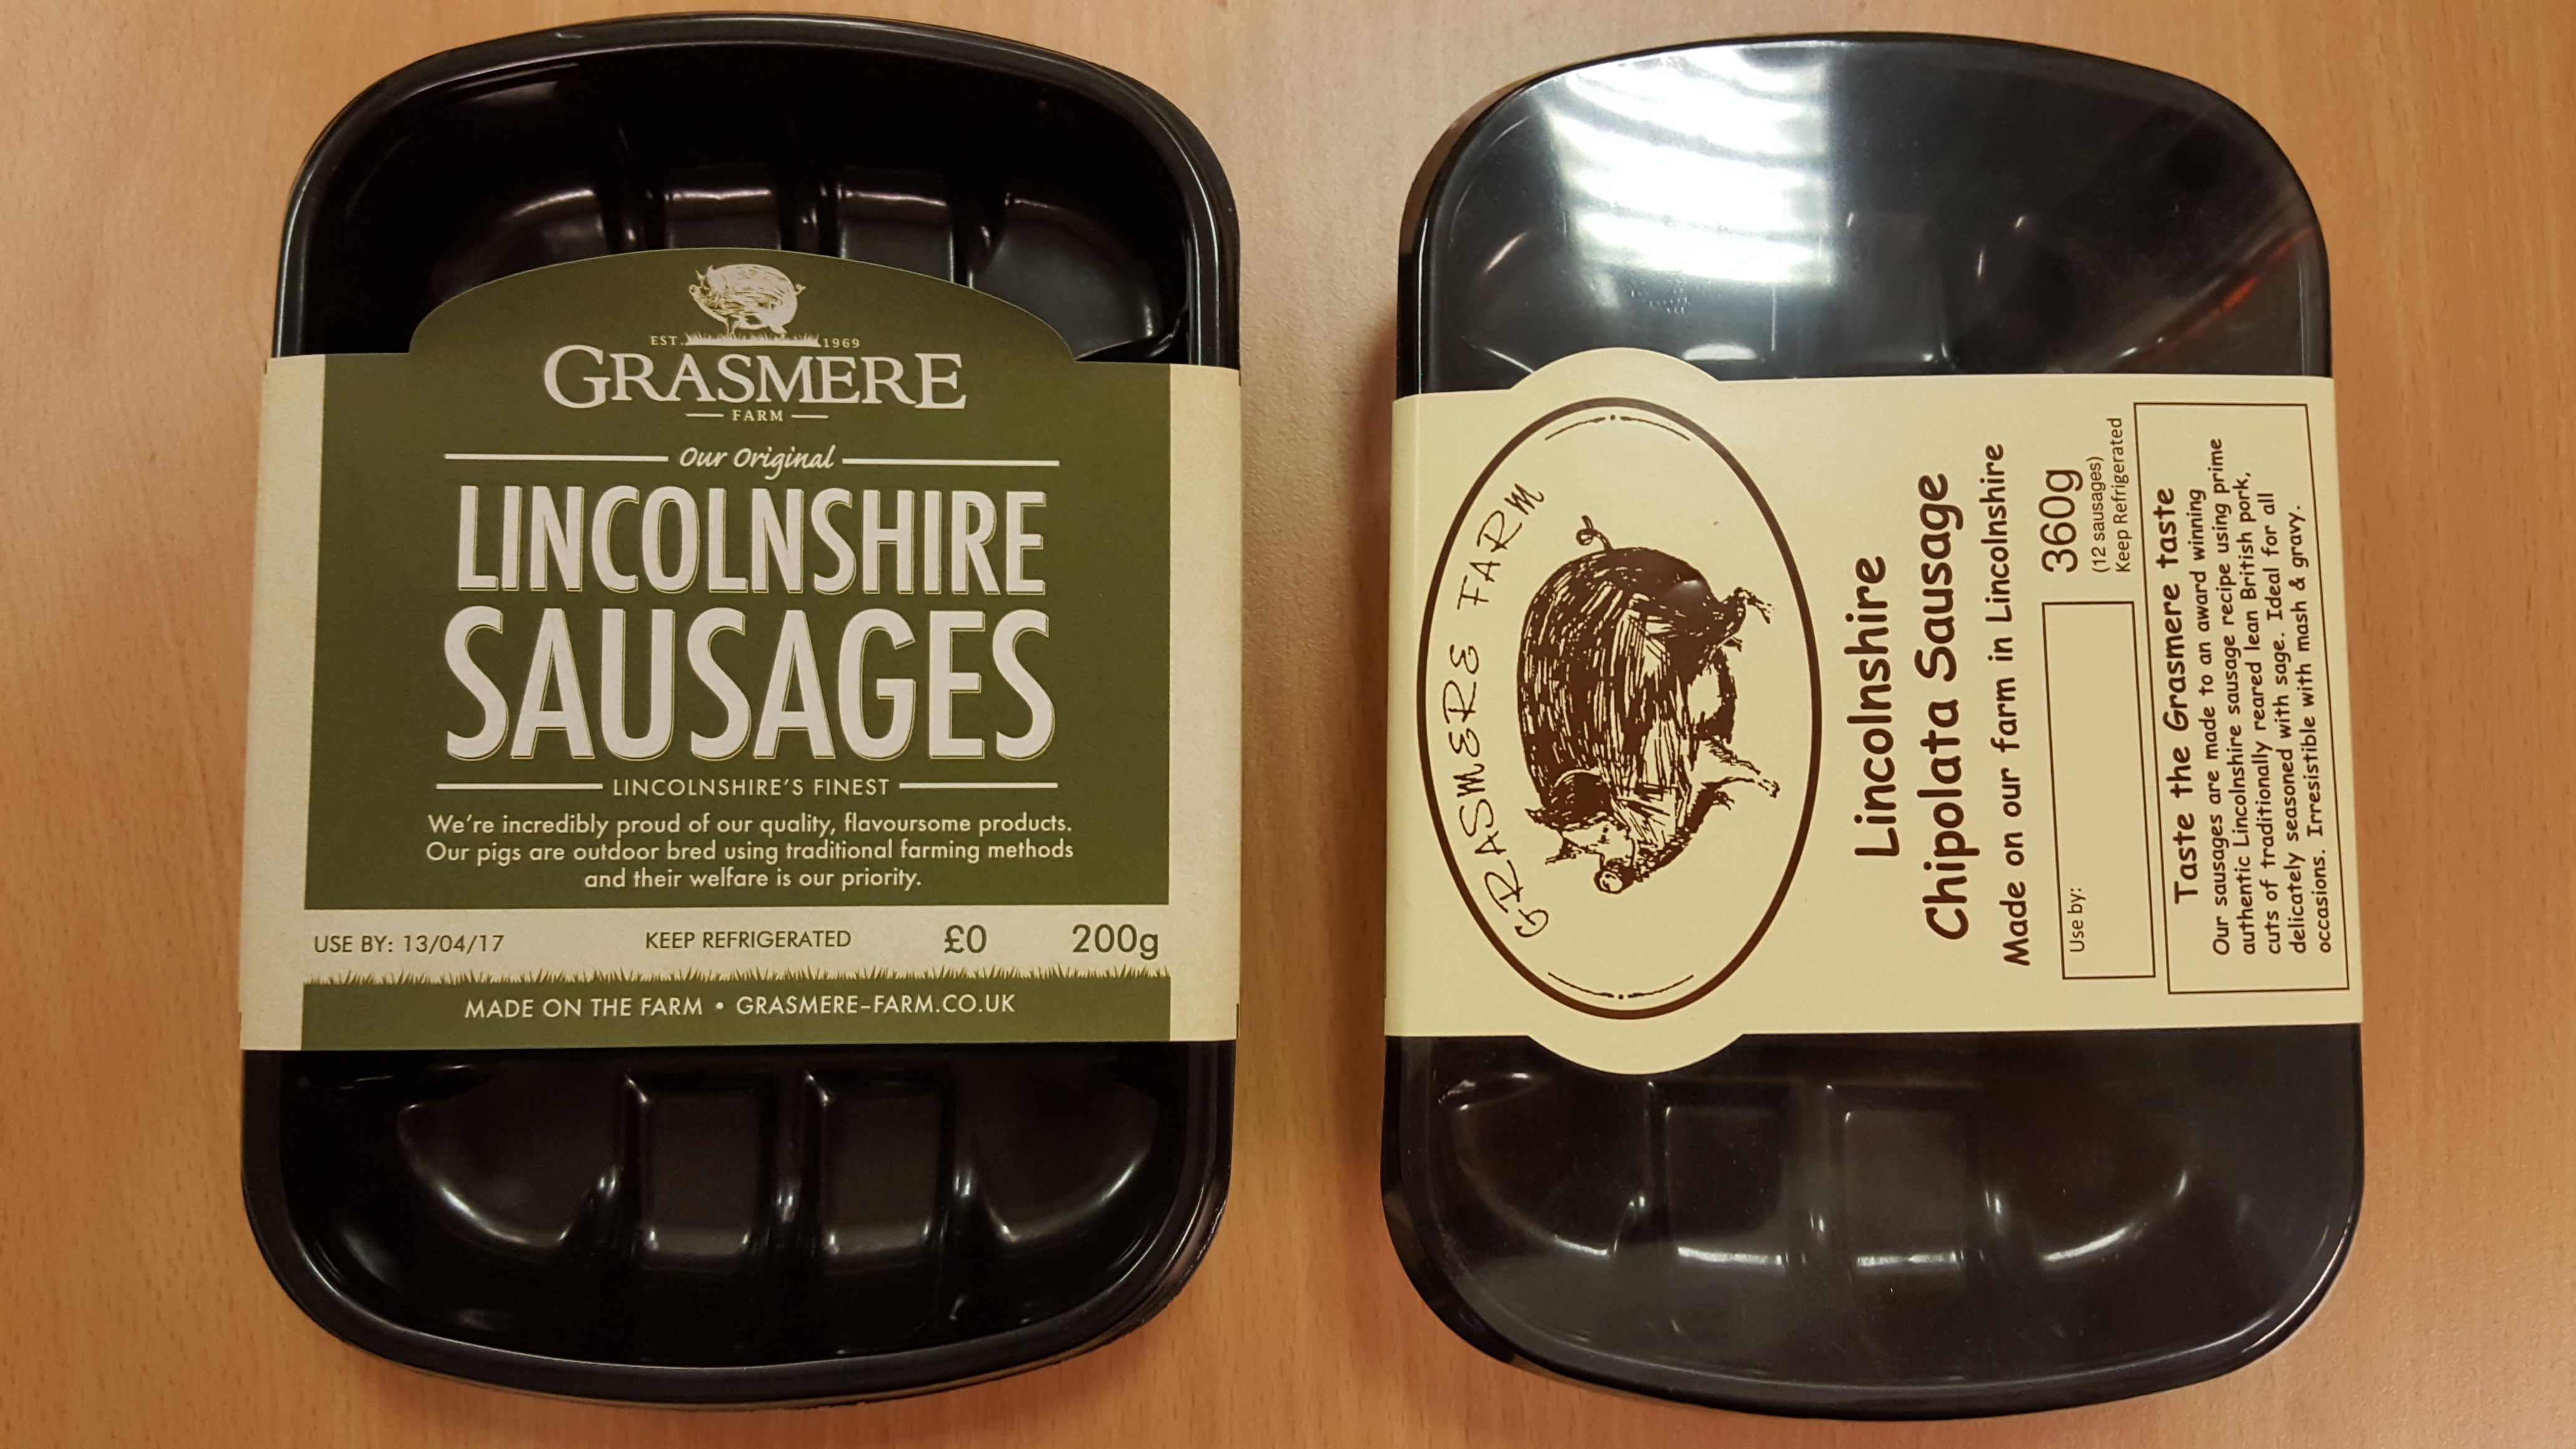 EST. 1969
GRASMERE
FARM
Our Original
LINCOLNSHIRE
SAUSAGES
LINCOLNSHIRE'S FINEST
We're incredibly proud of our quality, flavoursome products.
Our pigs are outdoor bred using traditional farming methods
and their welfare is our priority.
USE BY: 13/04/17 KEEP REFRIGERATED £0 200g
MADE ON THE FARM • GRASMERE-FARM.CO.UK
GRASMERE FARM
Lincolnshire
Chipolata Sausage
Made on our farm in Lincolnshire
Use by:
360g
(12 sausages)
Keep Refrigerated
Taste the Grasmere taste
Our sausages are made to an award winning
authentic Lincolnshire sausage recipe using prime
cuts of traditionally reared lean British pork,
delicately seasoned with sage. Ideal for all
occasions. Irresistible with mash & gravy.